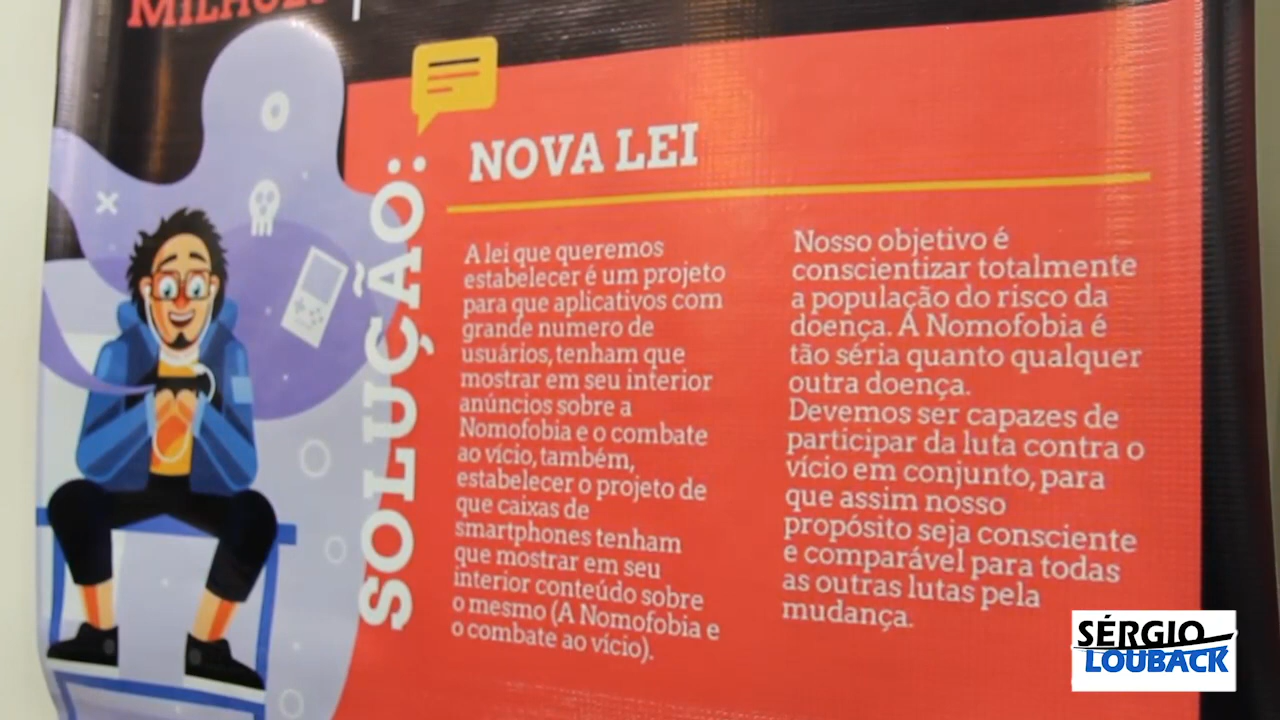 SOLUÇÃO:
NOVA LEI
A lei que queremos
estabelecer é um projeto
para que aplicativos com
grande numero de
usuários, tenham que
mostrar em seu interior
anúncios sobre a
Nomofobia e o combate
ao vício, também,
estabelecer o projeto de
que caixas de
smartphones tenham
que mostrar em seu
interior conteúdo sobre
o mesmo (A Nomofobia e
o combate ao vício).
Nosso objetivo é
conscientizar totalmente
a população do risco da
doença. A Nomofobia é
tão séria quanto qualquer
outra doença.
Devemos ser capazes de
participar da luta contra o
vício em conjunto, para
que assim nosso
propósito seja consciente
e comparável para todas
as outras lutas pela
mudança.
SÉRGIO
LOUBACK